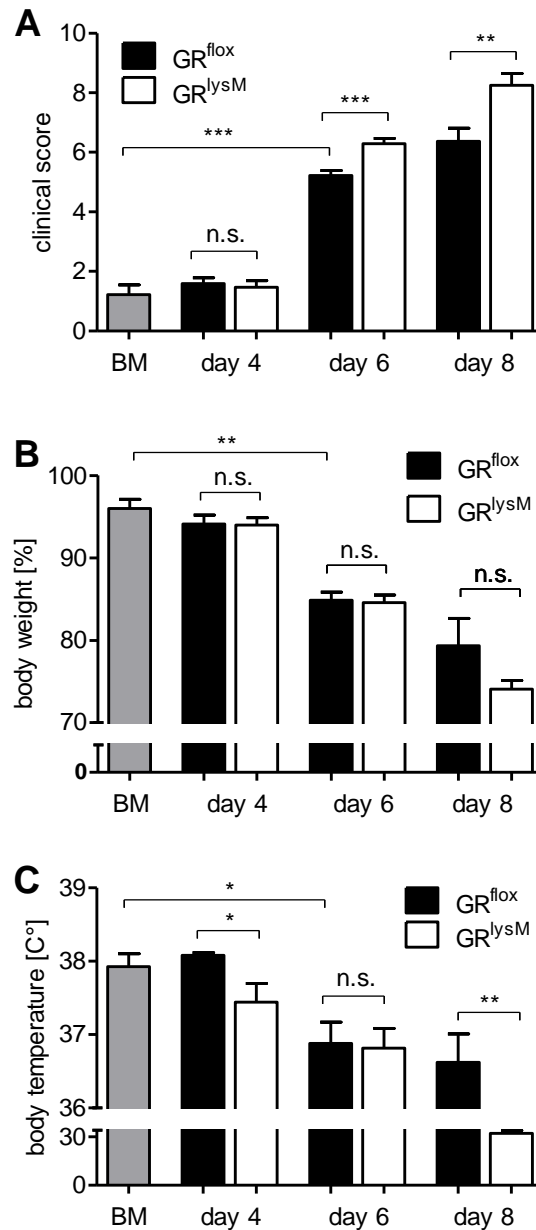 A
10
8
6
4
2
0
clinical score
GR^flox
GR^lysM
***
n.s.
***
**
BM day 4 day 6 day 8
B
100
90
80
70
0
body weight [%]
GR^flox
GR^lysM
**
n.s.
n.s.
n.s.
BM day 4 day 6 day 8
C
39
38
37
36
30
0
body temperature [C°]
GR^flox
GR^lysM
*
*
n.s.
**
BM day 4 day 6 day 8